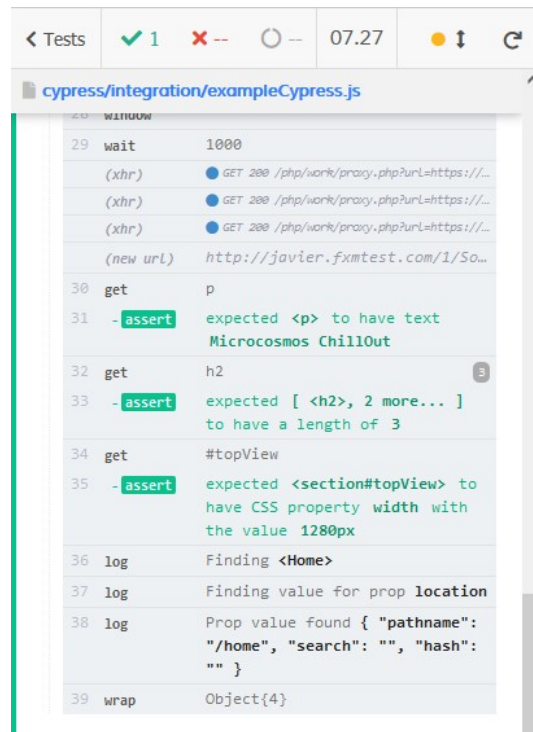 < Tests ✓ 1 ✗ -- -- 07.27
cypress/integration/exampleCypress.js
28 window
29 wait 1000
(xhr) GET 200 /php/work/proxy.php?url=https://…
(xhr) GET 200 /php/work/proxy.php?url=https://…
(xhr) GET 200 /php/work/proxy.php?url=https://…
(new url) http://javier.fxmtest.com/1/So…
30 get p
31 - assert expected <p> to have text
Microcosmos ChillOut
32 get h2 3
33 - assert expected [ <h2>, 2 more... ]
to have a length of 3
34 get #topView
35 - assert expected <section#topView> to
have CSS property width with
the value 1280px
36 log Finding <Home>
37 log Finding value for prop location
38 log Prop value found { "pathname":
"/home", "search": "", "hash":
"" }
39 wrap Object{4}